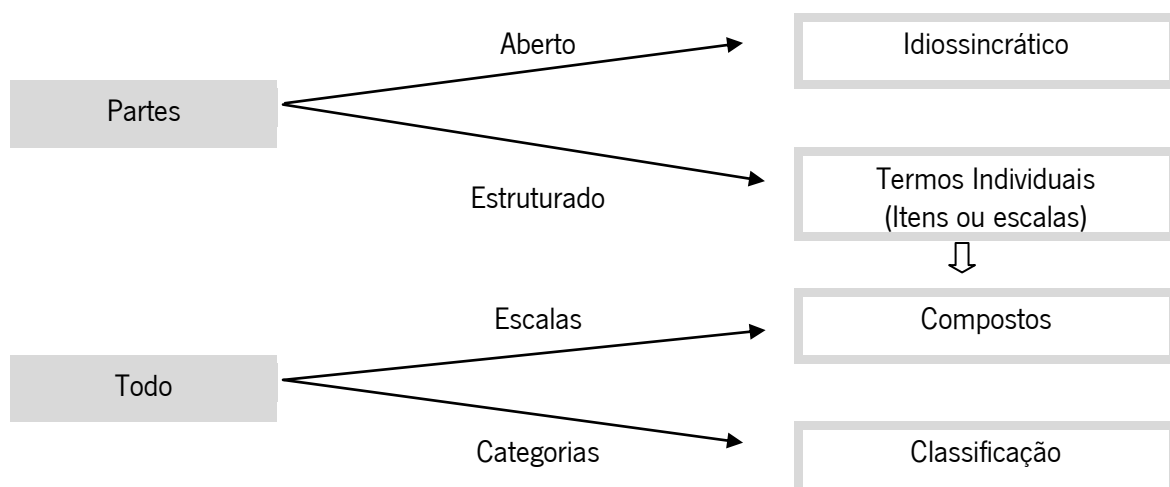 Aberto
Idiossincrático
Partes
Estruturado
Termos Individuais
(Itens ou escalas)
Escalas
Compostos
Todo
Categorias
Classificação